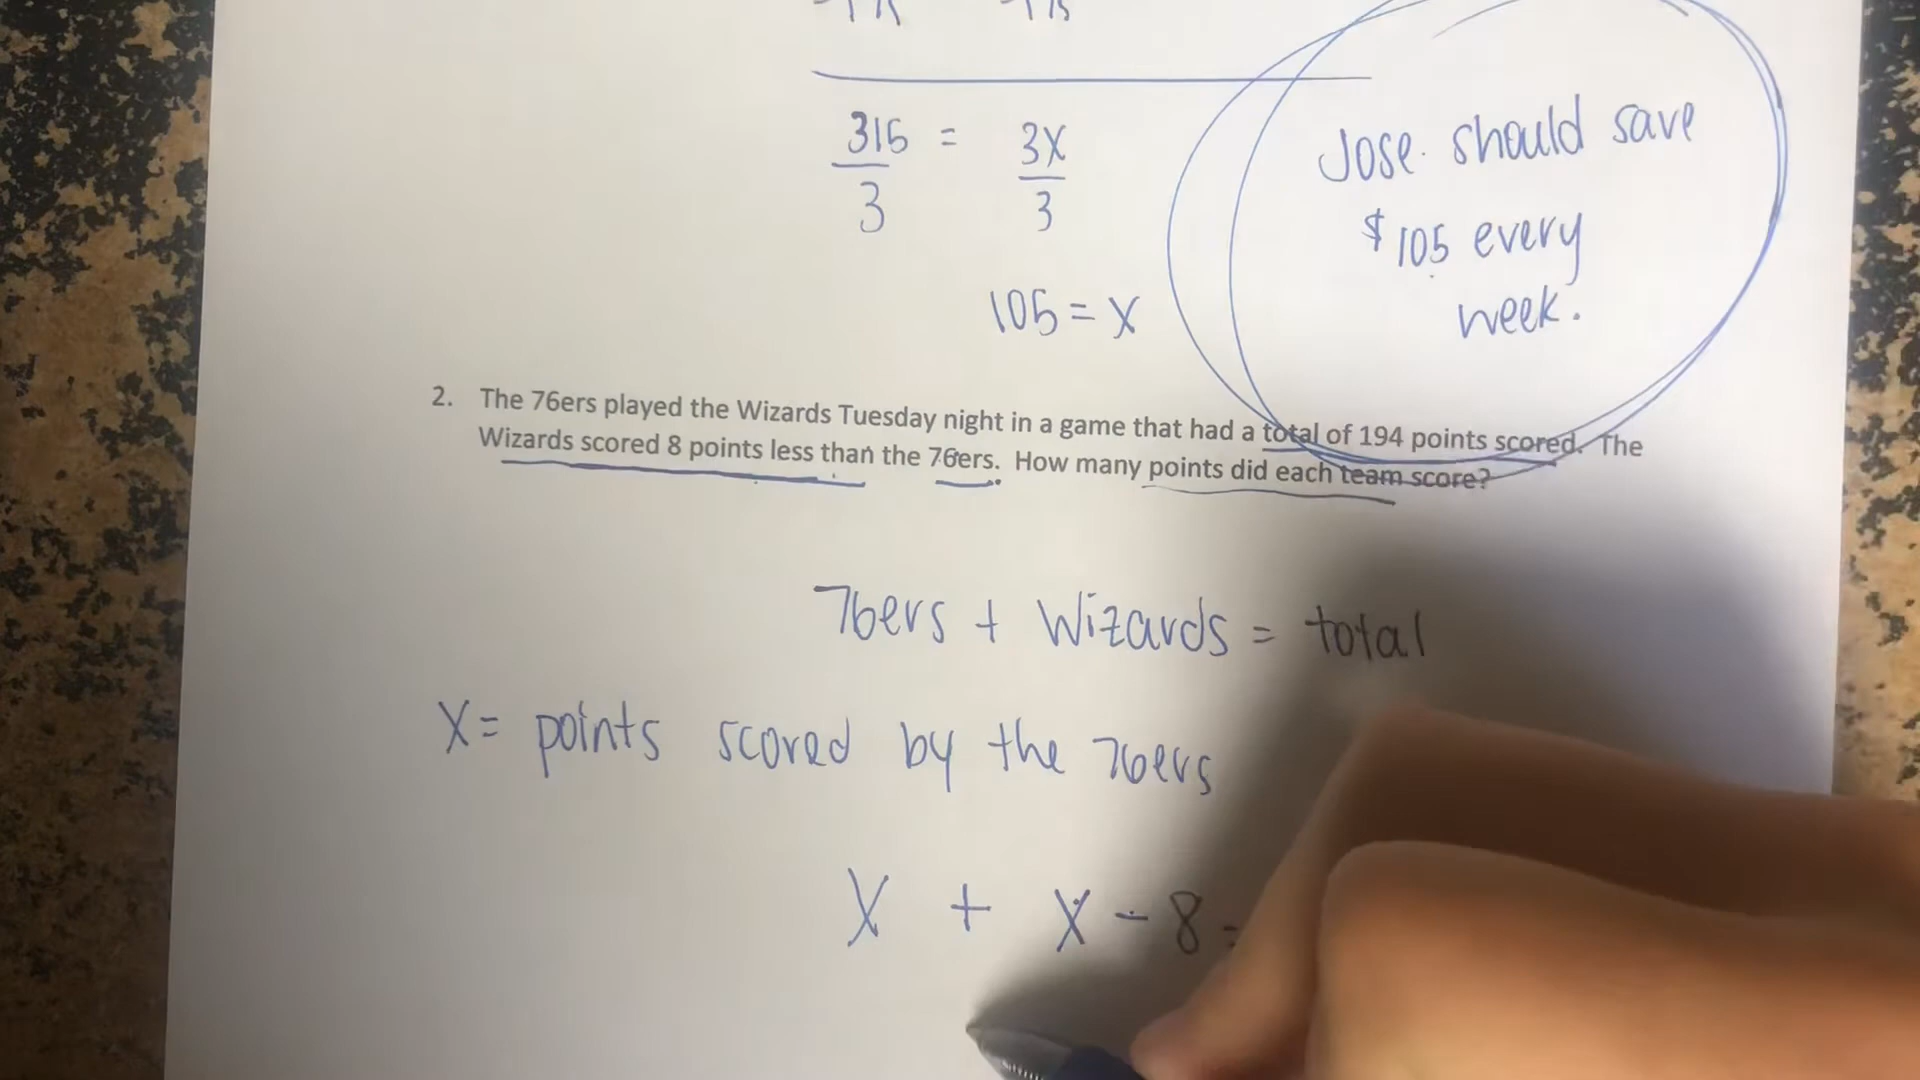 315 = 3X
3 3
105 = X
Jose should save
$105 every
week.
2. The 76ers played the Wizards Tuesday night in a game that had a total of 194 points scored. The
Wizards scored 8 points less than the 76ers. How many points did each team score?
76ers + Wizards = total
X = points scored by the 76ers
X + X - 8 =